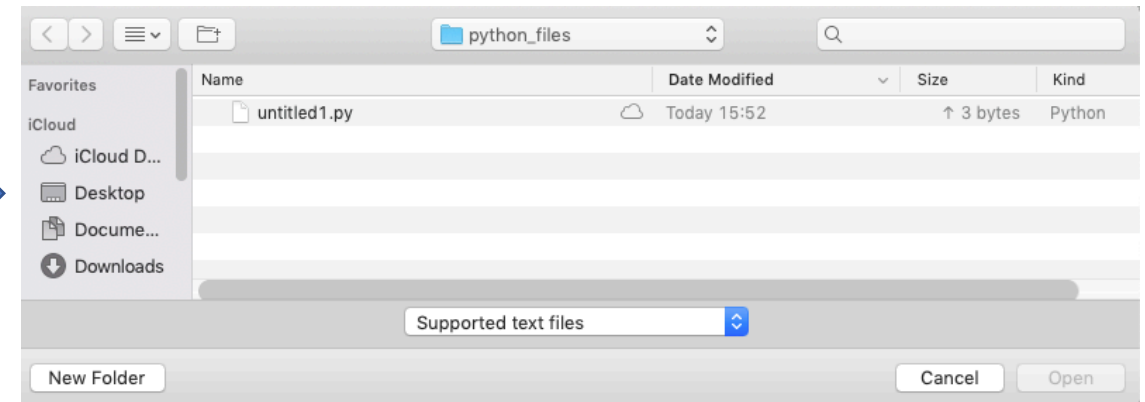 python_files
Favorites
Name Date Modified Size Kind
untitled1.py Today 15:52 ↑ 3 bytes Python
iCloud
iCloud D...
Desktop
Docume...
Downloads
Supported text files
New Folder Cancel Open